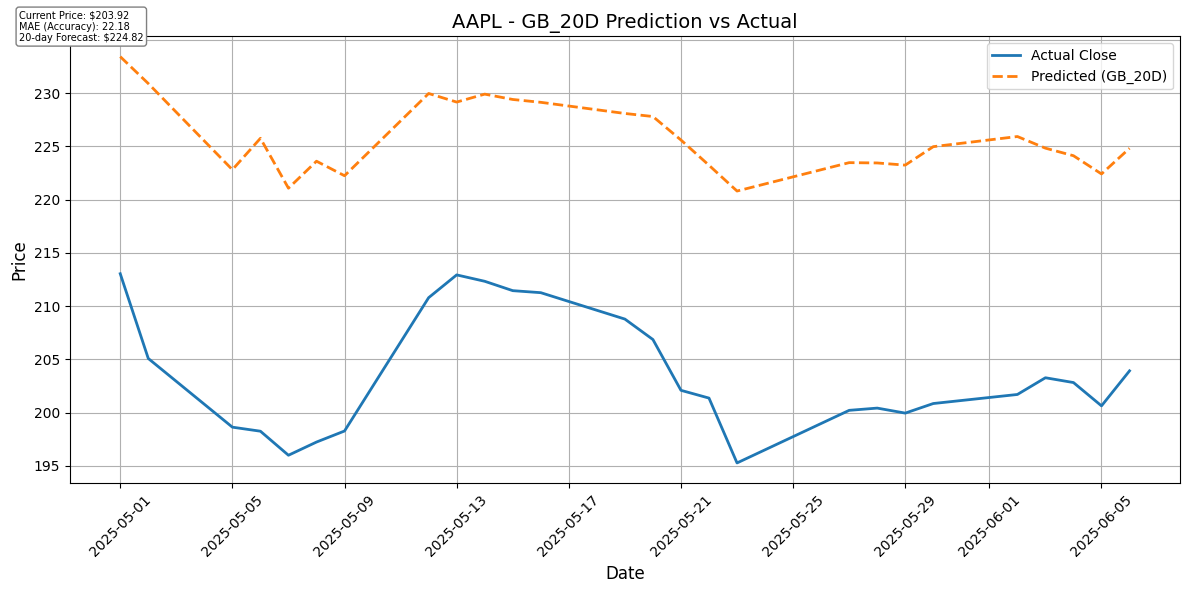 AAPL - GB_20D Prediction vs Actual
Current Price: $203.92
MAE (Accuracy): 22.18
20-day Forecast: $224.82
Actual Close
Predicted (GB_20D)
Price
230
225
220
215
210
205
200
195
2025-05-01
2025-05-05
2025-05-09
2025-05-13
2025-05-17
2025-05-21
2025-05-25
2025-05-29
2025-06-01
2025-06-05
Date